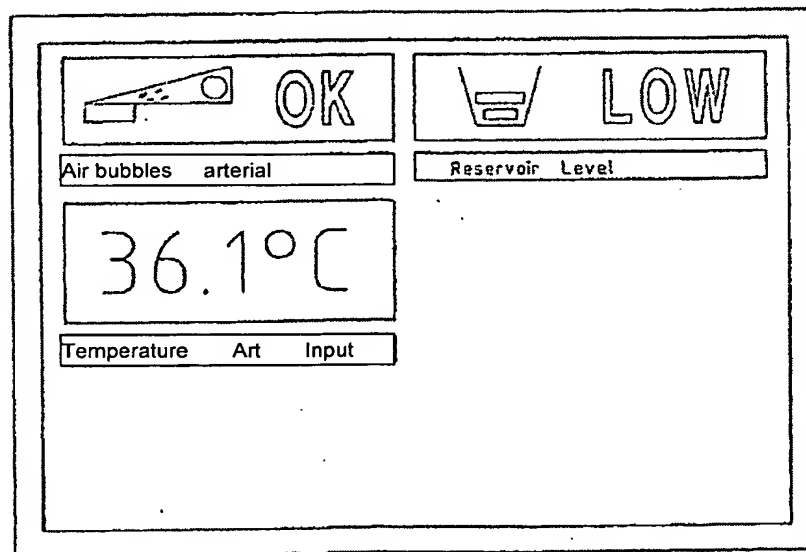 OK
LOW
Air bubbles arterial
Reservoir Level
36.1°C
Temperature Art Input